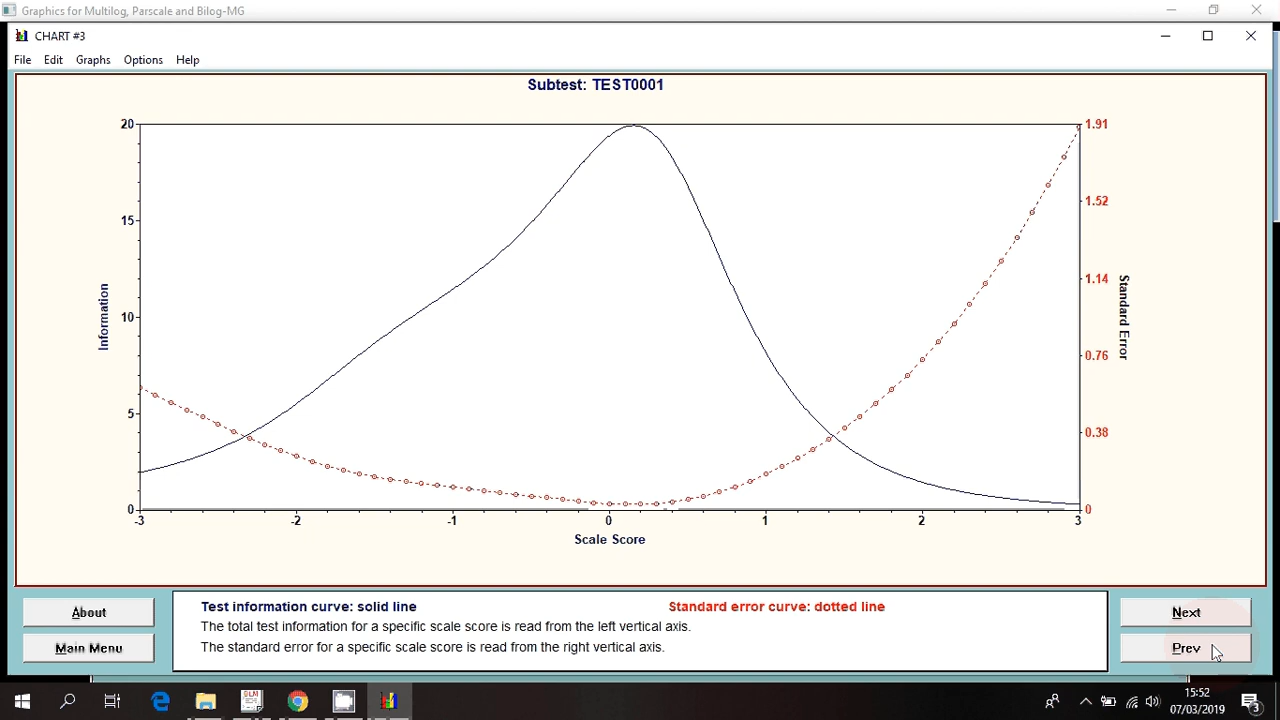 Graphics for Multilog, Parscale and Bilog-MG
CHART #3
File Edit Graphs Options Help
Subtest: TEST0001
20
15
10
5
0
Information
-3 -2 -1 0 1 2 3
Scale Score
1.91
1.52
1.14
0.76
0.38
0
Standard Error
About
Main Menu
Test information curve: solid line
Standard error curve: dotted line
The total test information for a specific scale score is read from the left vertical axis.
The standard error for a specific scale score is read from the right vertical axis.
Next
Prev
15:52
07/03/2019
3